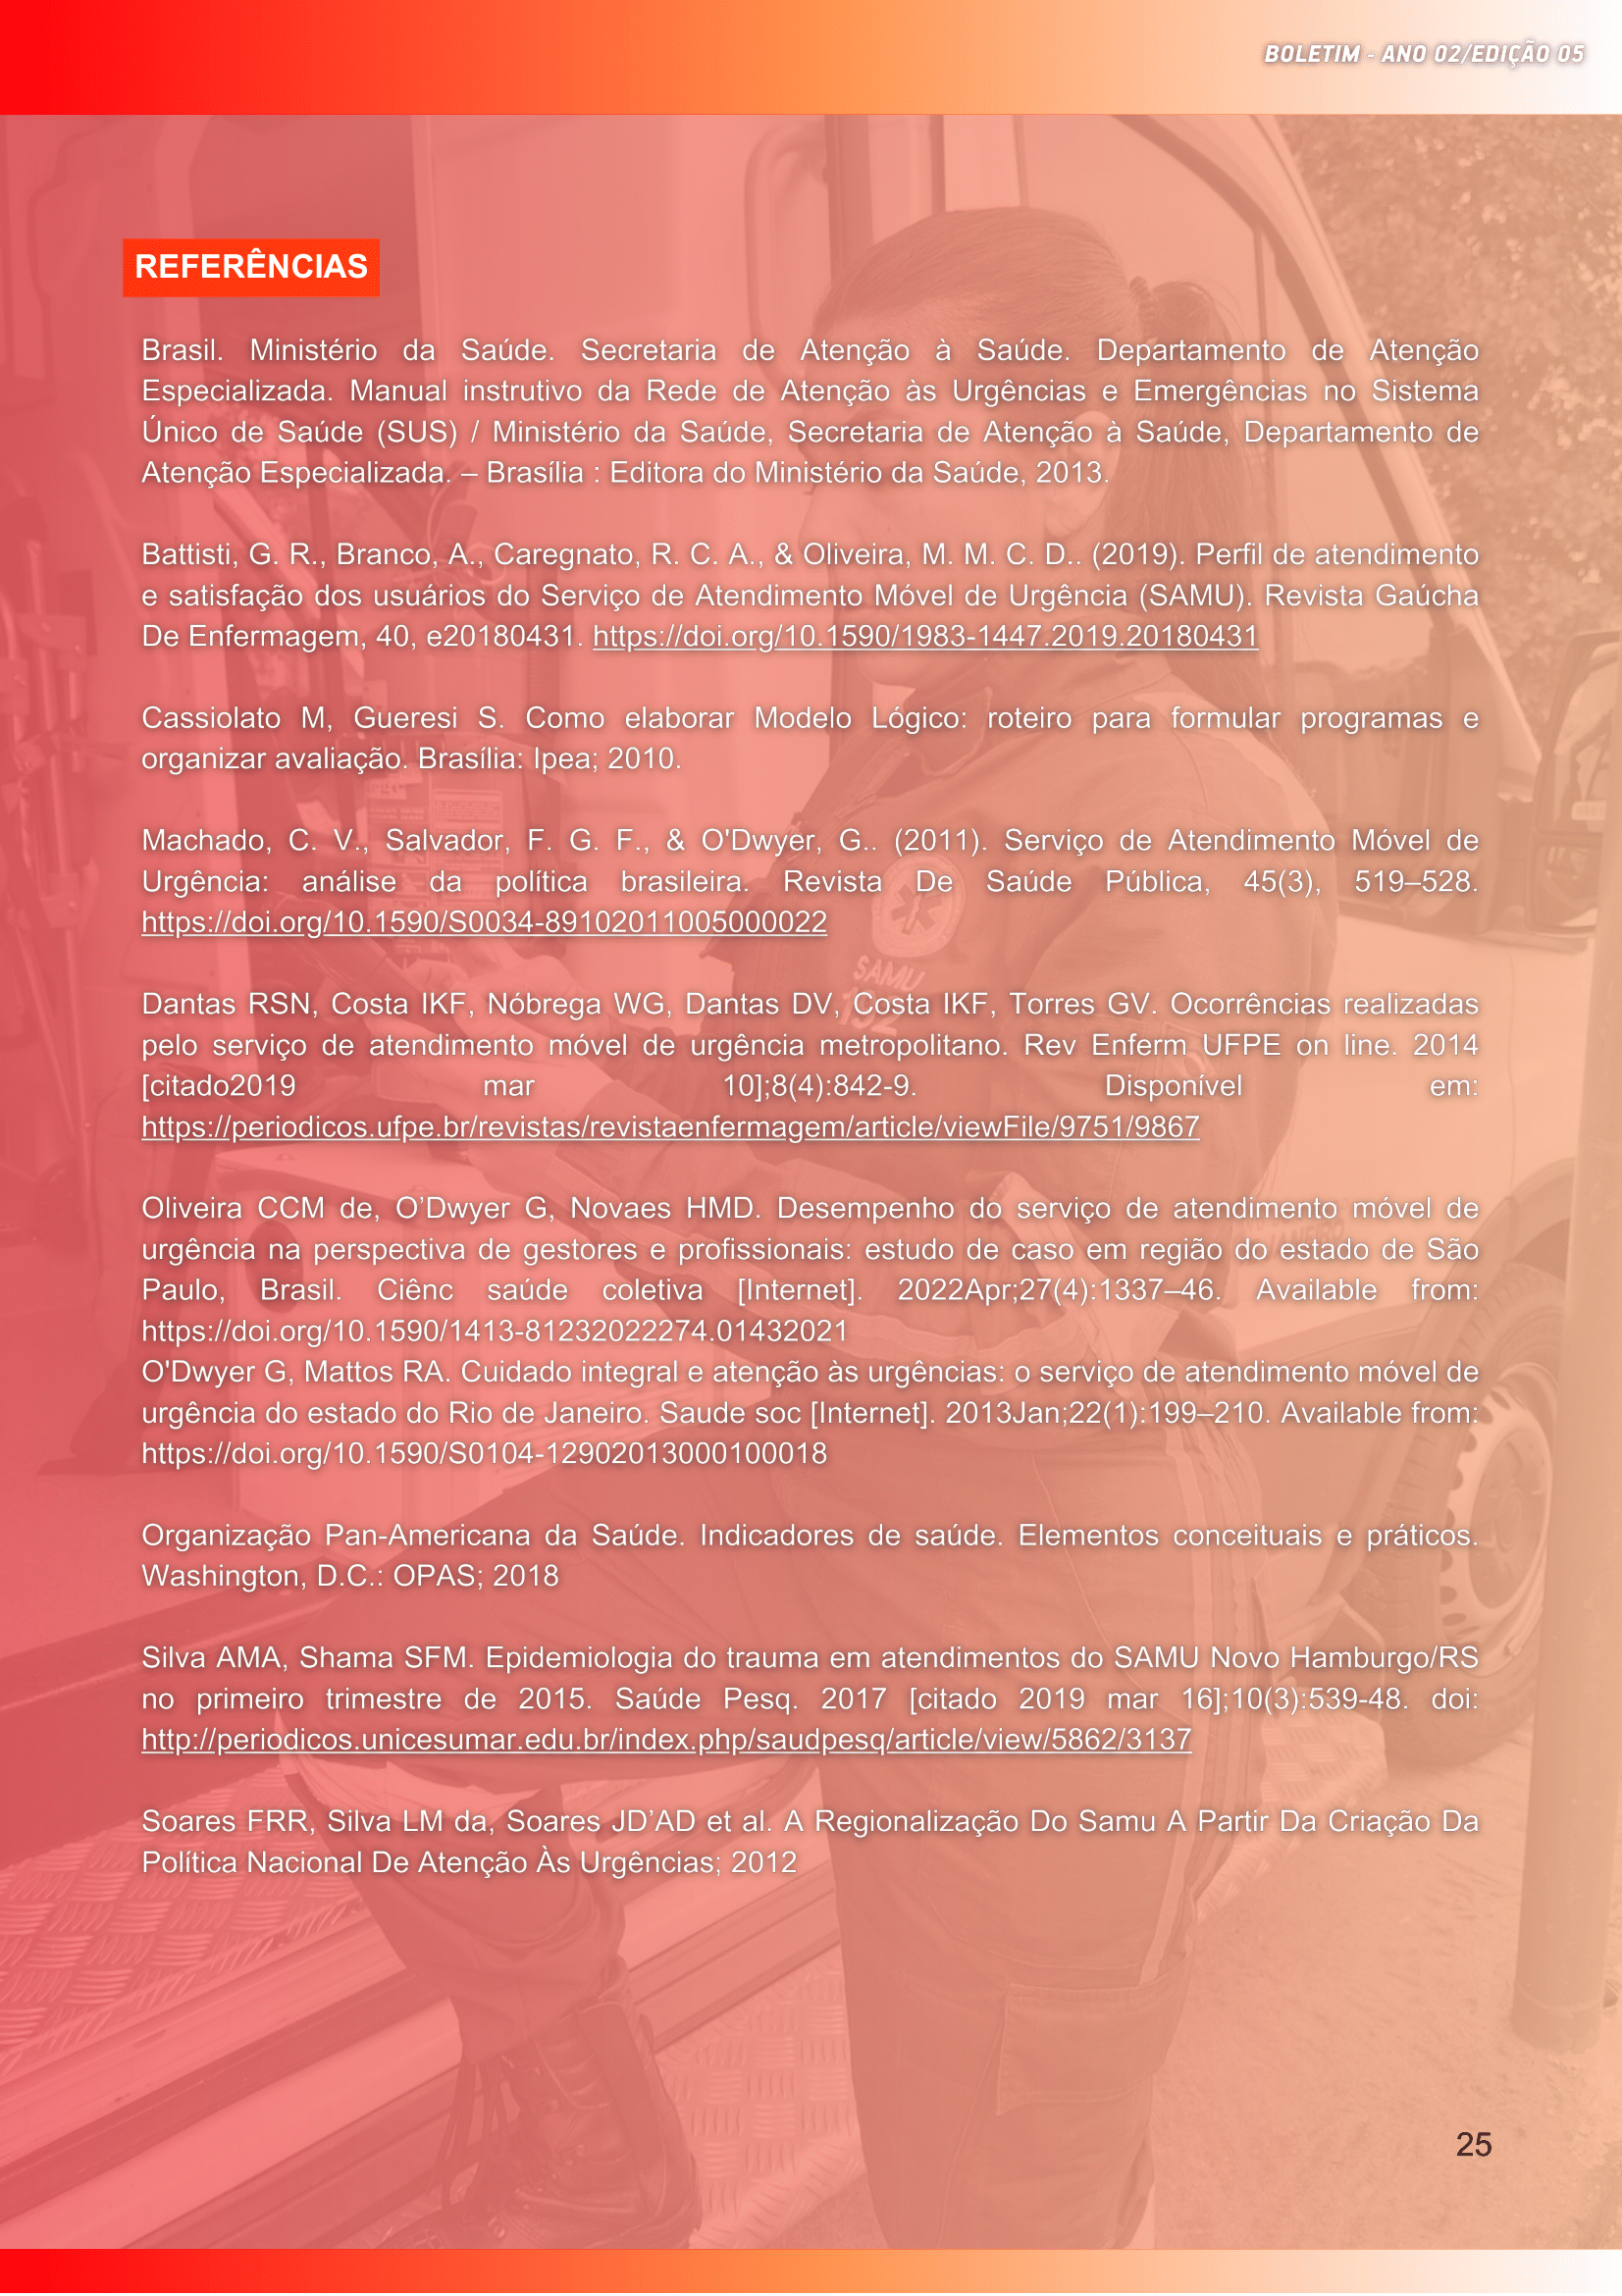 BOLETIM - ANO 02/EDIÇÃO 05
REFERÊNCIAS
Brasil. Ministério da Saúde. Secretaria de Atenção à Saúde. Departamento de Atenção
Especializada. Manual instrutivo da Rede de Atenção às Urgências e Emergências no Sistema
Único de Saúde (SUS) / Ministério da Saúde, Secretaria de Atenção à Saúde, Departamento de
Atenção Especializada. – Brasília : Editora do Ministério da Saúde, 2013.
Battisti, G. R., Branco, A., Caregnato, R. C. A., & Oliveira, M. M. C. D.. (2019). Perfil de atendimento
e satisfação dos usuários do Serviço de Atendimento Móvel de Urgência (SAMU). Revista Gaúcha
De Enfermagem, 40, e20180431. https://doi.org/10.1590/1983-1447.2019.20180431
Cassiolato M, Gueresi S. Como elaborar Modelo Lógico: roteiro para formular programas e
organizar avaliação. Brasília: Ipea; 2010.
Machado, C. V., Salvador, F. G. F., & O'Dwyer, G.. (2011). Serviço de Atendimento Móvel de
Urgência: análise da política brasileira. Revista De Saúde Pública, 45(3), 519–528.
https://doi.org/10.1590/S0034-89102011005000022
SAMU
192
Dantas RSN, Costa IKF, Nóbrega WG, Dantas DV, Costa IKF, Torres GV. Ocorrências realizadas
pelo serviço de atendimento móvel de urgência metropolitano. Rev Enferm UFPE on line. 2014
[citado2019 mar 10];8(4):842-9. Disponível em:
https://periodicos.ufpe.br/revistas/revistaenfermagem/article/viewFile/9751/9867
Oliveira CCM de, O’Dwyer G, Novaes HMD. Desempenho do serviço de atendimento móvel de
urgência na perspectiva de gestores e profissionais: estudo de caso em região do estado de São
Paulo, Brasil. Ciênc saúde coletiva [Internet]. 2022Apr;27(4):1337–46. Available from:
https://doi.org/10.1590/1413-81232022274.01432021
O'Dwyer G, Mattos RA. Cuidado integral e atenção às urgências: o serviço de atendimento móvel de
urgência do estado do Rio de Janeiro. Saude soc [Internet]. 2013Jan;22(1):199–210. Available from:
https://doi.org/10.1590/S0104-12902013000100018
Organização Pan-Americana da Saúde. Indicadores de saúde. Elementos conceituais e práticos.
Washington, D.C.: OPAS; 2018
Silva AMA, Shama SFM. Epidemiologia do trauma em atendimentos do SAMU Novo Hamburgo/RS
no primeiro trimestre de 2015. Saúde Pesq. 2017 [citado 2019 mar 16];10(3):539-48. doi:
http://periodicos.unicesumar.edu.br/index.php/saudpesq/article/view/5862/3137
Soares FRR, Silva LM da, Soares JD’AD et al. A Regionalização Do Samu A Partir Da Criação Da
Política Nacional De Atenção Às Urgências; 2012
25